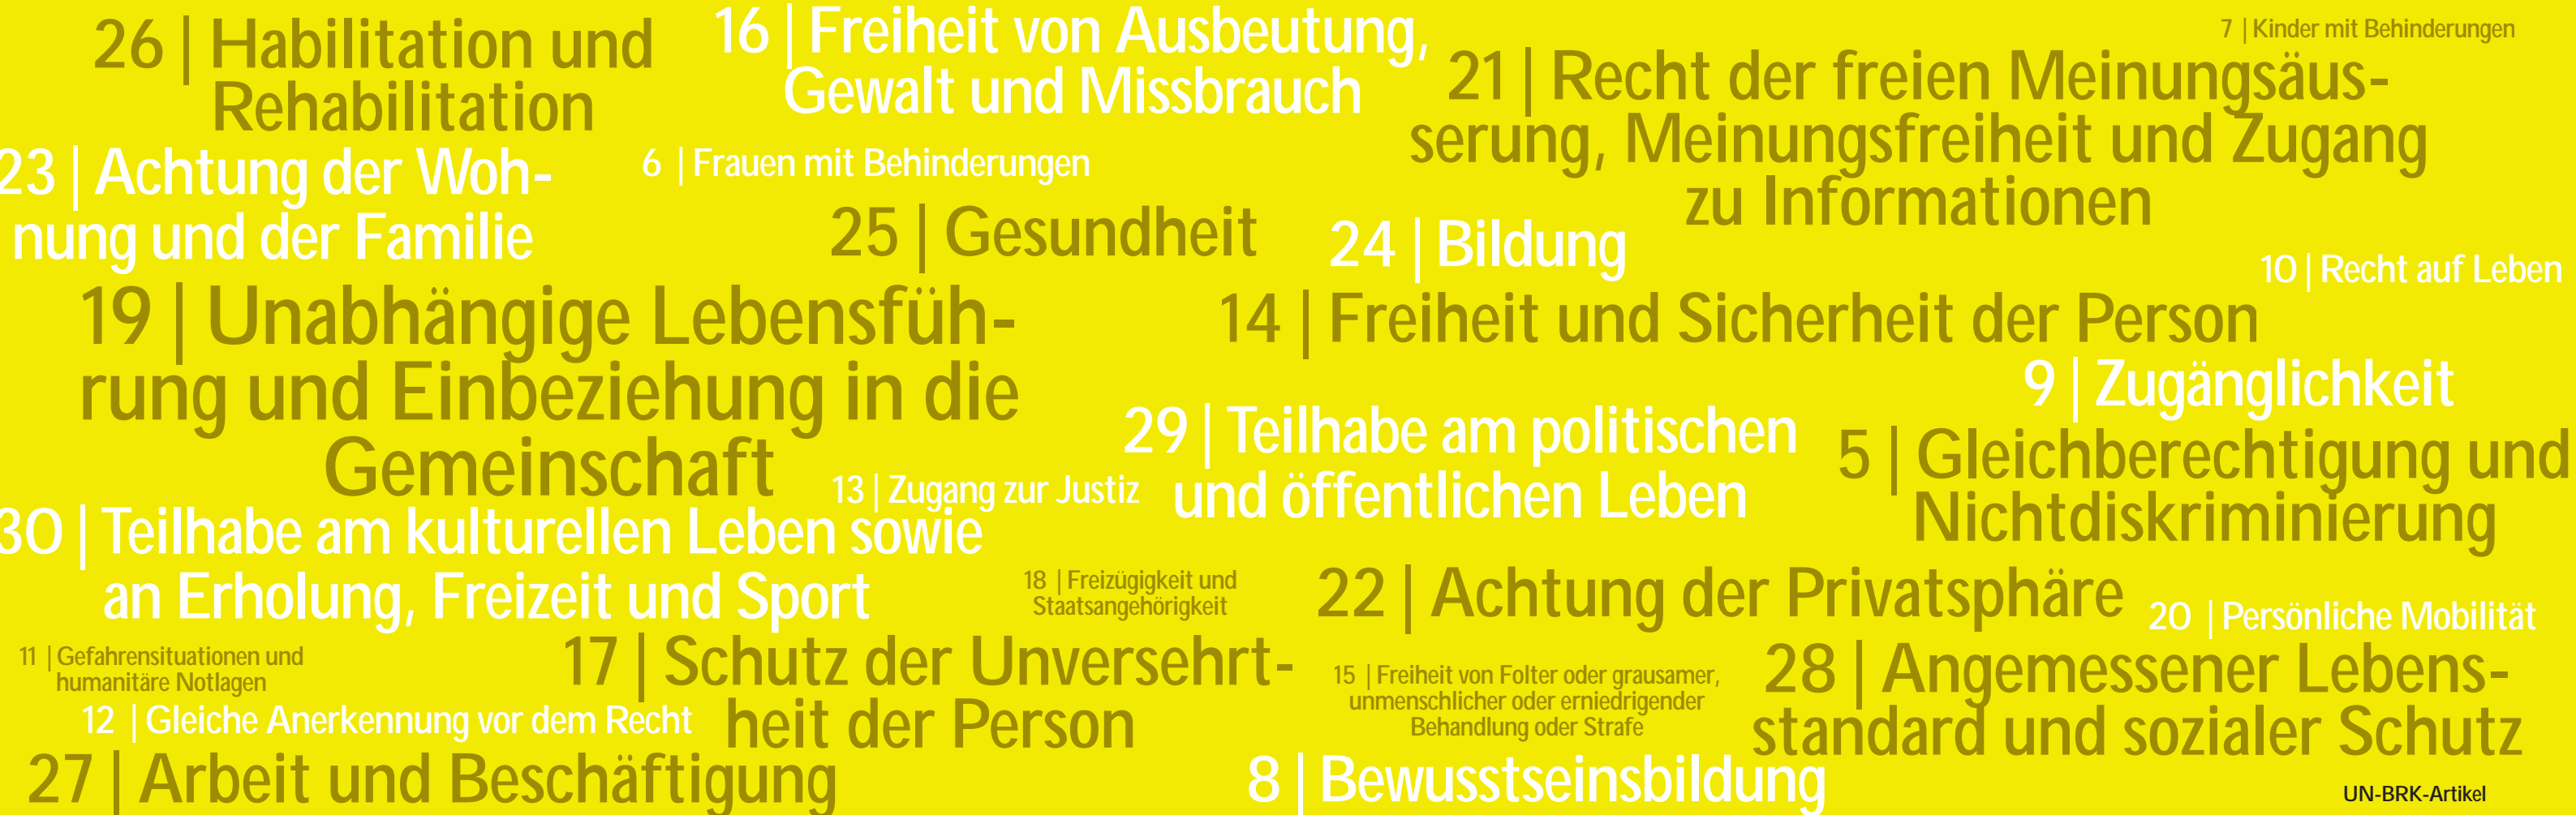 26 | Habilitation und
Rehabilitation
16 | Freiheit von Ausbeutung,
Gewalt und Missbrauch
7 | Kinder mit Behinderungen
21 | Recht der freien Meinungsäus-
serung, Meinungsfreiheit und Zugang
zu Informationen
23 | Achtung der Woh-
nung und der Familie
6 | Frauen mit Behinderungen
25 | Gesundheit
24 | Bildung
10 | Recht auf Leben
19 | Unabhängige Lebensfüh-
rung und Einbeziehung in die
Gemeinschaft
14 | Freiheit und Sicherheit der Person
9 | Zugänglichkeit
29 | Teilhabe am politischen
und öffentlichen Leben
5 | Gleichberechtigung und
Nichtdiskriminierung
13 | Zugang zur Justiz
30 | Teilhabe am kulturellen Leben sowie
an Erholung, Freizeit und Sport
18 | Freizügigkeit und
Staatsangehörigkeit
22 | Achtung der Privatsphäre
20 | Persönliche Mobilität
11 | Gefahrensituationen und
humanitäre Notlagen
17 | Schutz der Unversehrt-
heit der Person
15 | Freiheit von Folter oder grausamer,
unmenschlicher oder erniedrigender
Behandlung oder Strafe
28 | Angemessener Lebens-
standard und sozialer Schutz
12 | Gleiche Anerkennung vor dem Recht
27 | Arbeit und Beschäftigung
8 | Bewusstseinsbildung
UN-BRK-Artikel